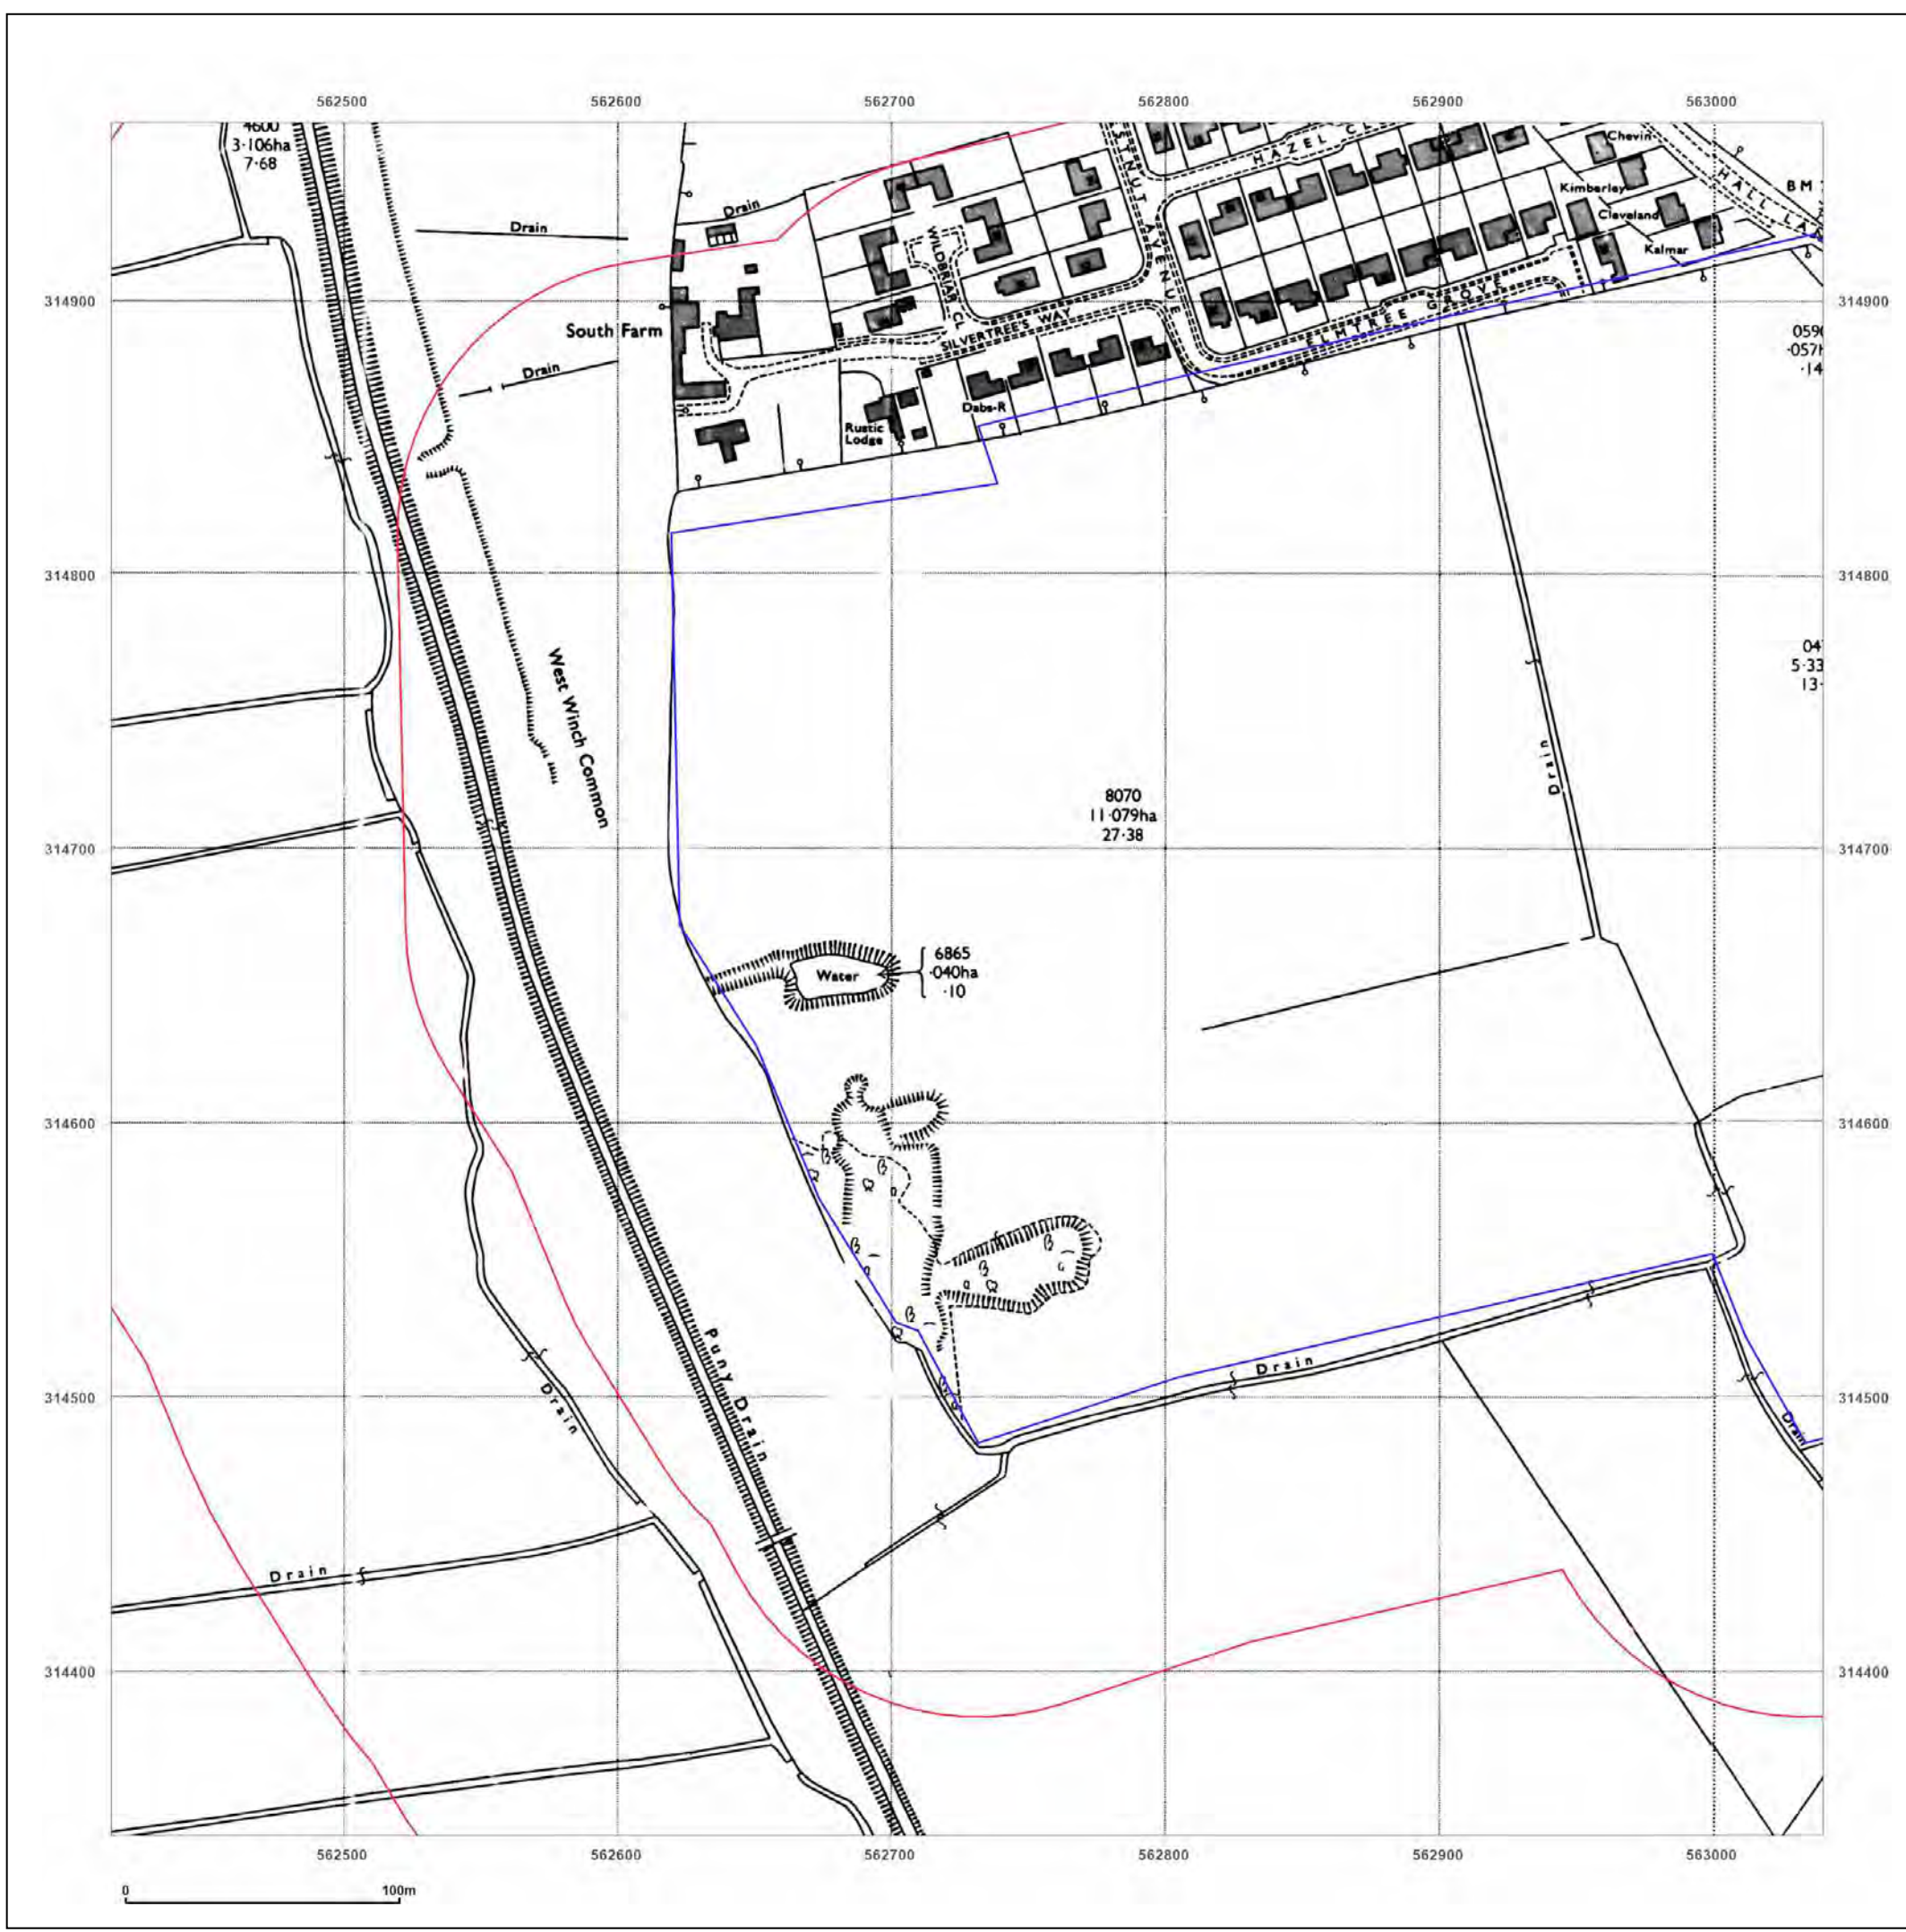 562500 562600 562700 562800 562900 563000
4600
3·106ha
7·68
Drain
Drain
HAZEL CL
Chevin
HALL LA
BM
Kimberley
Cleaveland
Kalmar
WILDBRIAR CL
AVENUE
314900
314900
South Farm
SILVERTREE'S WAY
ELMTREE GROVE
Drain
Dabs-R
Rustic
Lodge
314800
314800
West Winch Common
Drain
8070
11·079ha
27·38
314700
314700
Water
6865
·040ha
·10
314600
314600
Puny Drain
Drain
Drain
314500
314500
Drain
Drain
314400
314400
562500 562600 562700 562800 562900 563000
0 100m